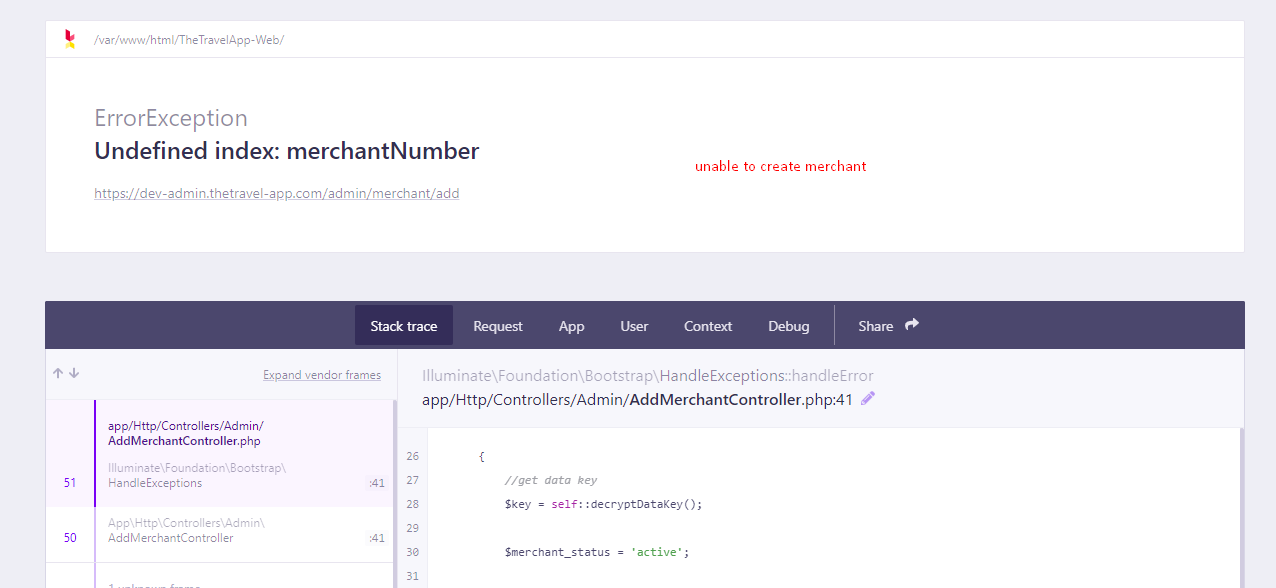 /var/www/html/TheTravelApp-Web/
ErrorException
Undefined index: merchantNumber
unable to create merchant
https://dev-admin.thetravel-app.com/admin/merchant/add
Stack trace
Request
App
User
Context
Debug
Share
Expand vendor frames
Illuminate\Foundation\Bootstrap\HandleExceptions::handleError
app/Http/Controllers/Admin/AddMerchantController.php:41
app/Http/Controllers/Admin/
AddMerchantController.php
Illuminate\Foundation\Bootstrap\
51 HandleExceptions :41
App\Http\Controllers\Admin\
50 AddMerchantController :41
1 unknown frame
26 {
27 //get data key
28 $key = self::decryptDataKey();
29
30 $merchant_status = 'active';
31